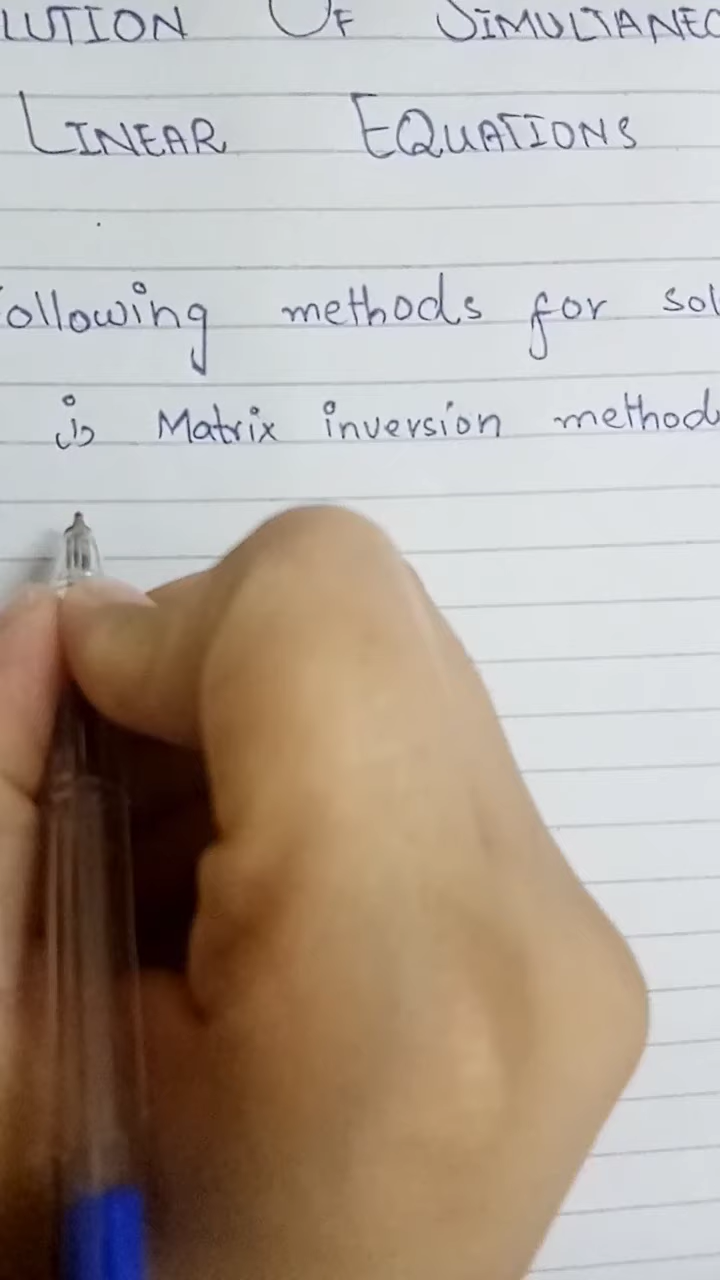 LUTION OF SIMULTANEO
LINEAR EQUATIONS
ollowing methods for sol
i) Matrix inversion method